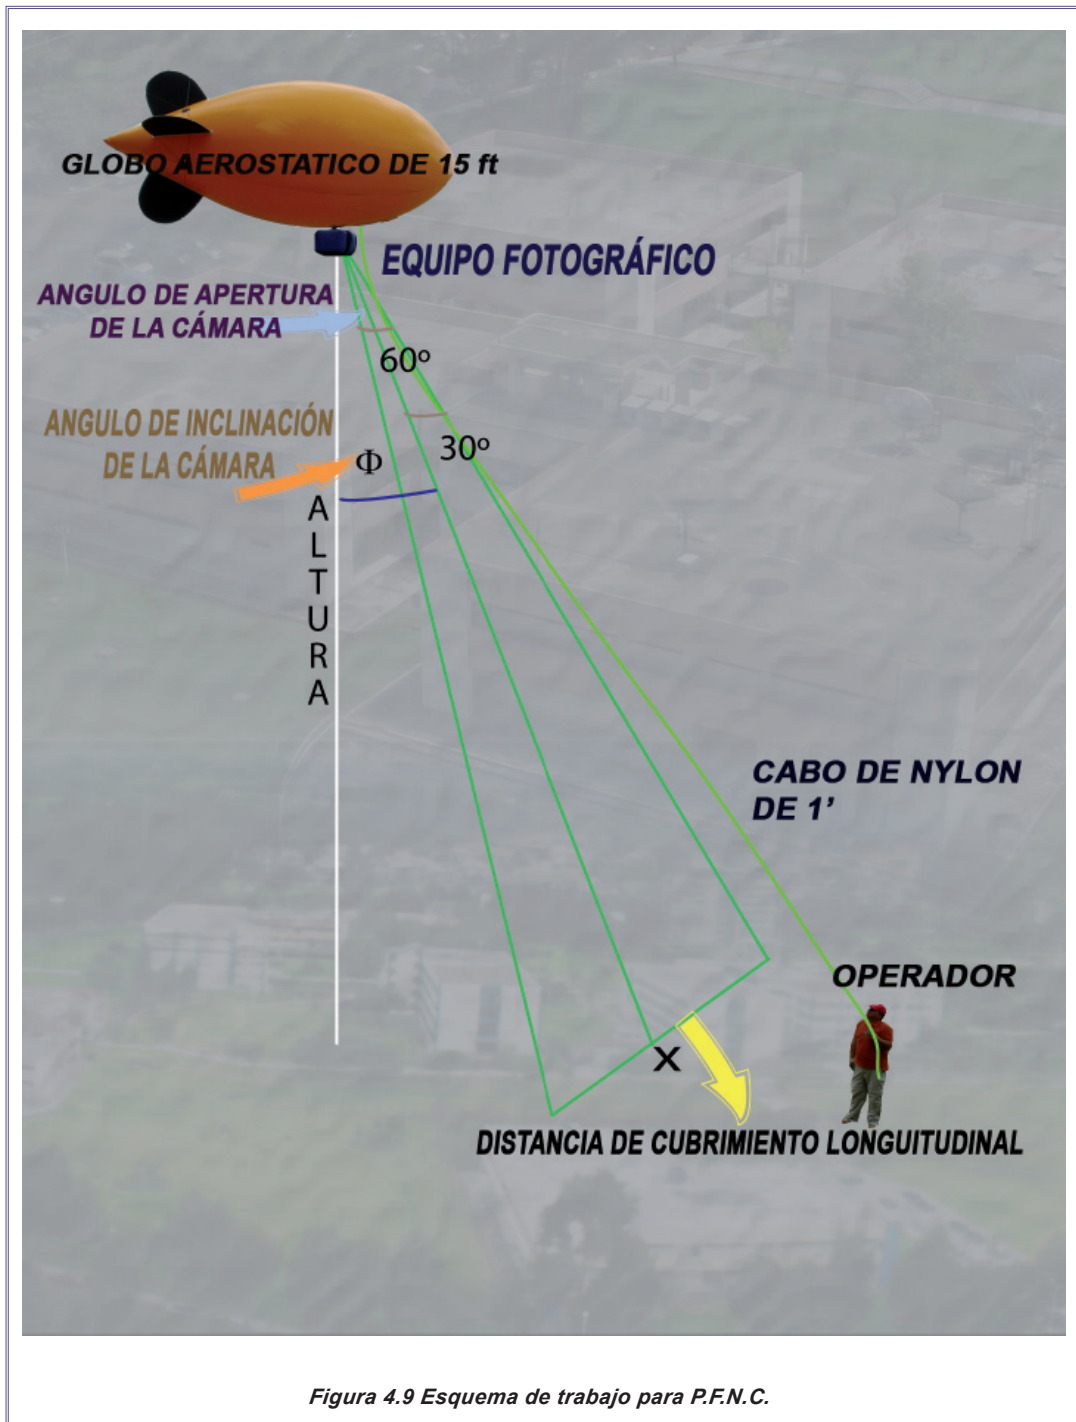 GLOBO AEROSTATICO DE 15 ft
EQUIPO FOTOGRÁFICO
ANGULO DE APERTURA
DE LA CÁMARA
60º
ANGULO DE INCLINACIÓN
DE LA CÁMARA
30º
Φ
ALTURA
CABO DE NYLON
DE 1’
OPERADOR
X
DISTANCIA DE CUBRIMIENTO LONGUITUDINAL
Figura 4.9 Esquema de trabajo para P.F.N.C.